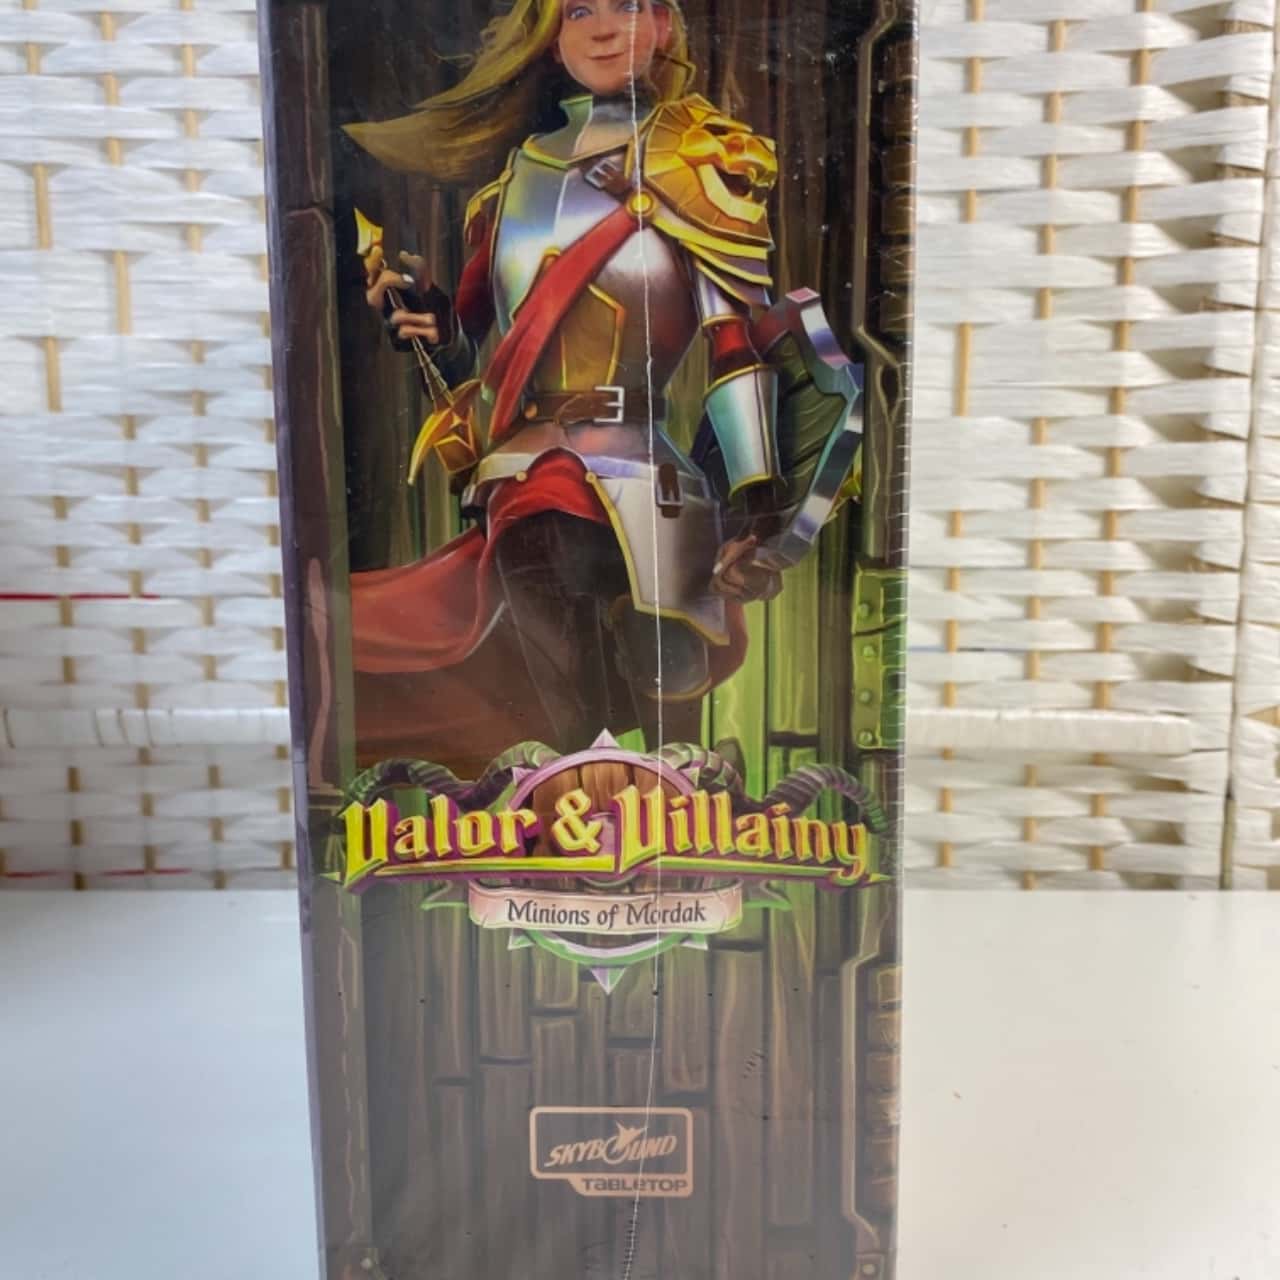 Valor & Villainy
Minions of Mordak
SKYBOUND
TABLETOP